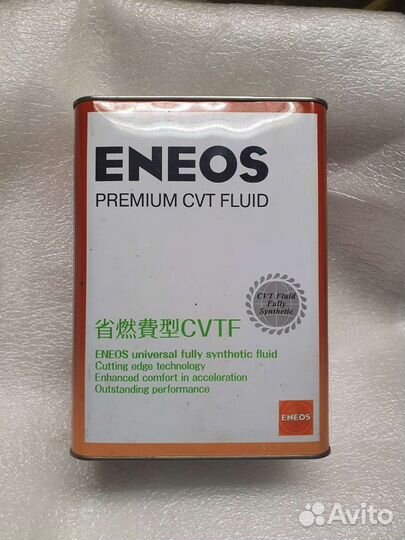 ENEOS
PREMIUM CVT FLUID
CVT Fluid
Fully
Synthetic
省燃費型CVTF
ENEOS universal fully synthetic fluid
Cutting edge technology
Enhanced comfort in acceleration
Outstanding performance
ENEOS
Avito